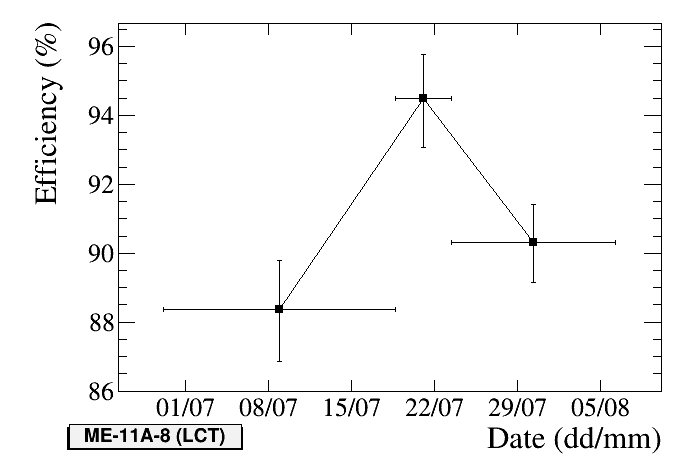 Efficiency (%)
96
94
92
90
88
86
01/07 08/07 15/07 22/07 29/07 05/08
ME-11A-8 (LCT)
Date (dd/mm)